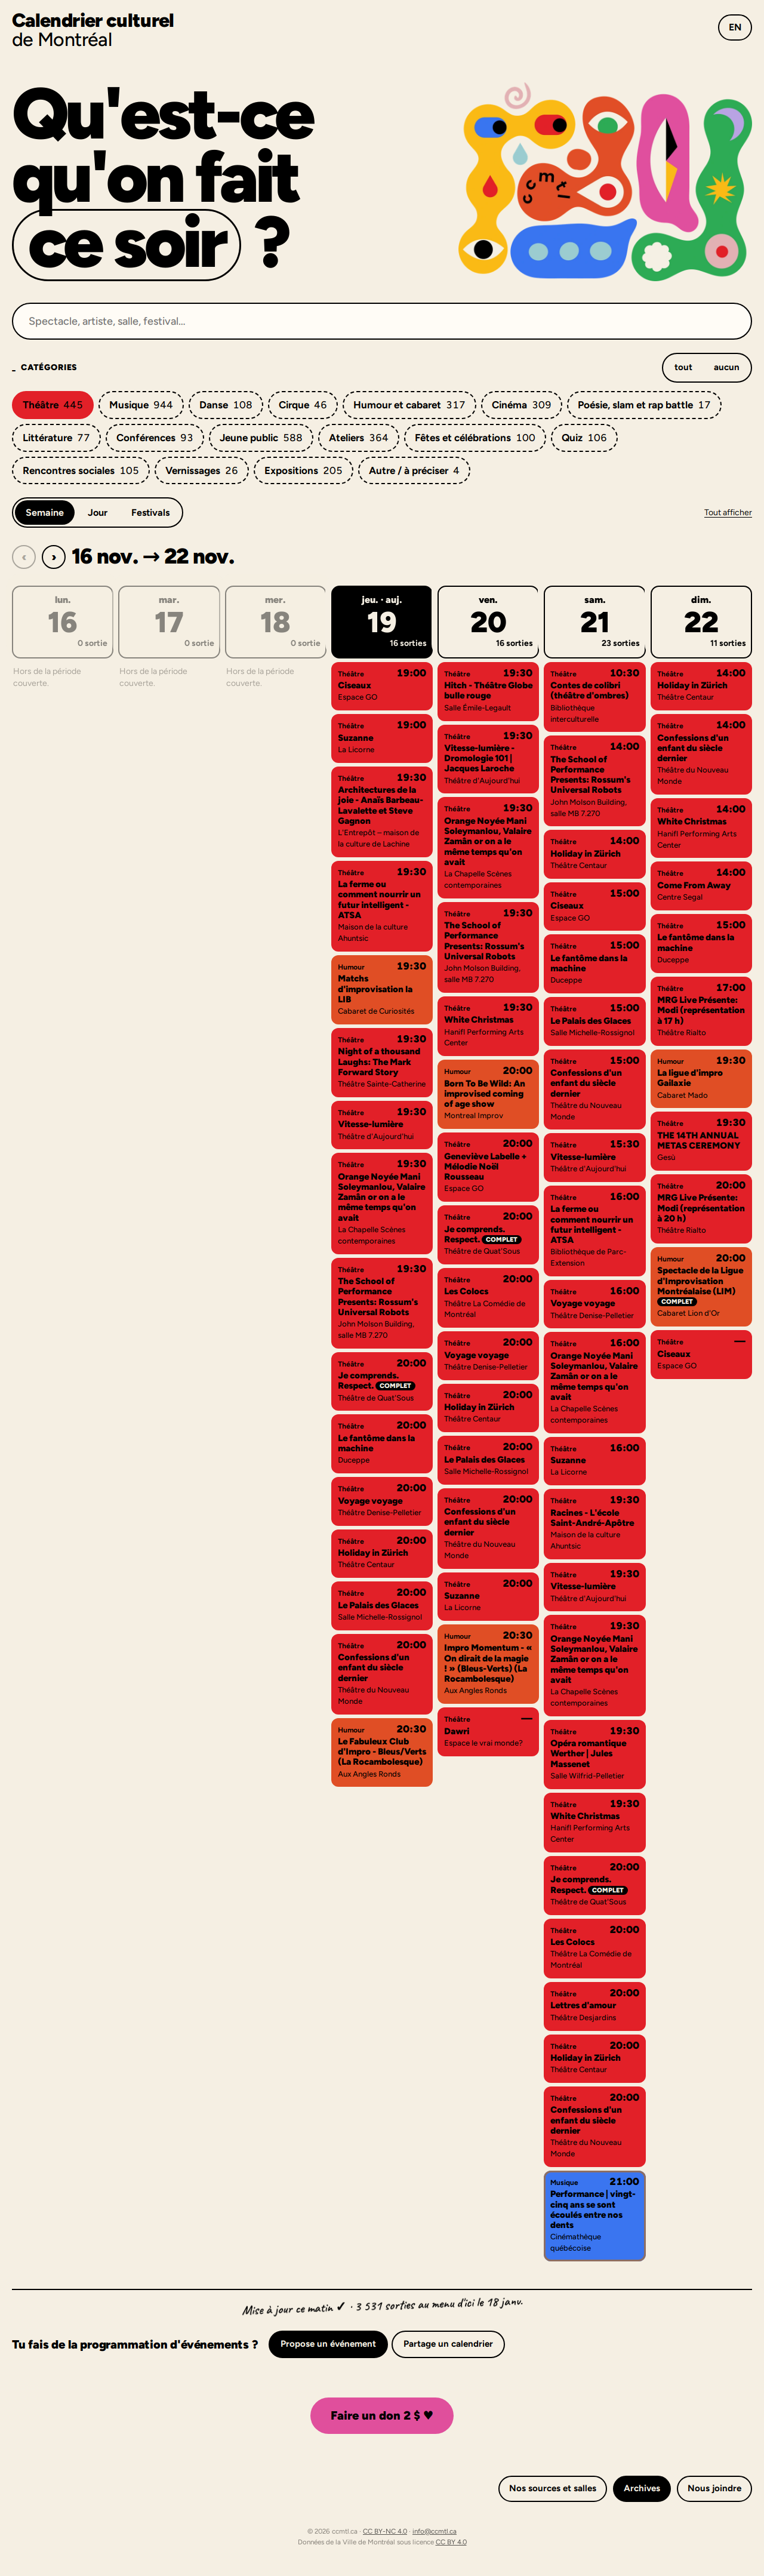 Calendrier culturel
de Montréal
EN
Qu'est-ce
qu'on fait
ce soir ?
ccmtl
Spectacle, artiste, salle, festival…
_ CATÉGORIES
tout aucun
Théâtre 445 Musique 944 Danse 108 Cirque 46 Humour et cabaret 317 Cinéma 309 Poésie, slam et rap battle 17
Littérature 77 Conférences 93 Jeune public 588 Ateliers 364 Fêtes et célébrations 100 Quiz 106
Rencontres sociales 105 Vernissages 26 Expositions 205 Autre / à préciser 4
Semaine Jour Festivals
Tout afficher
‹ › 16 nov. → 22 nov.
lun.
16
0 sortie
Hors de la période
couverte.
mar.
17
0 sortie
Hors de la période
couverte.
mer.
18
0 sortie
Hors de la période
couverte.
jeu. · auj.
19
16 sorties
Théâtre 19:00
Ciseaux
Espace GO
Théâtre 19:00
Suzanne
La Licorne
Théâtre 19:30
Architectures de la
joie - Anaïs Barbeau-
Lavalette et Steve
Gagnon
L'Entrepôt – maison de
la culture de Lachine
Théâtre 19:30
La ferme ou
comment nourrir un
futur intelligent -
ATSA
Maison de la culture
Ahuntsic
Humour 19:30
Matchs
d'improvisation la
LIB
Cabaret de Curiosités
Théâtre 19:30
Night of a thousand
Laughs: The Mark
Forward Story
Théâtre Sainte-Catherine
Théâtre 19:30
Vitesse-lumière
Théâtre d'Aujourd'hui
Théâtre 19:30
Orange Noyée Mani
Soleymanlou, Valaire
Zamân or on a le
même temps qu'on
avait
La Chapelle Scènes
contemporaines
Théâtre 19:30
The School of
Performance
Presents: Rossum's
Universal Robots
John Molson Building,
salle MB 7.270
Théâtre 20:00
Je comprends.
Respect. COMPLET
Théâtre de Quat'Sous
Théâtre 20:00
Le fantôme dans la
machine
Duceppe
Théâtre 20:00
Voyage voyage
Théâtre Denise-Pelletier
Théâtre 20:00
Holiday in Zürich
Théâtre Centaur
Théâtre 20:00
Le Palais des Glaces
Salle Michelle-Rossignol
Théâtre 20:00
Confessions d'un
enfant du siècle
dernier
Théâtre du Nouveau
Monde
Humour 20:30
Le Fabuleux Club
d'Impro - Bleus/Verts
(La Rocambolesque)
Aux Angles Ronds
ven.
20
16 sorties
Théâtre 19:30
Hitch - Théâtre Globe
bulle rouge
Salle Émile-Legault
Théâtre 19:30
Vitesse-lumière -
Dromologie 101 |
Jacques Laroche
Théâtre d'Aujourd'hui
Théâtre 19:30
Orange Noyée Mani
Soleymanlou, Valaire
Zamân or on a le
même temps qu'on
avait
La Chapelle Scènes
contemporaines
Théâtre 19:30
The School of
Performance
Presents: Rossum's
Universal Robots
John Molson Building,
salle MB 7.270
Théâtre 19:30
White Christmas
Hanifl Performing Arts
Center
Humour 20:00
Born To Be Wild: An
improvised coming
of age show
Montreal Improv
Théâtre 20:00
Geneviève Labelle +
Mélodie Noël
Rousseau
Espace GO
Théâtre 20:00
Je comprends.
Respect. COMPLET
Théâtre de Quat'Sous
Théâtre 20:00
Les Colocs
Théâtre La Comédie de
Montréal
Théâtre 20:00
Voyage voyage
Théâtre Denise-Pelletier
Théâtre 20:00
Holiday in Zürich
Théâtre Centaur
Théâtre 20:00
Le Palais des Glaces
Salle Michelle-Rossignol
Théâtre 20:00
Confessions d'un
enfant du siècle
dernier
Théâtre du Nouveau
Monde
Théâtre 20:00
Suzanne
La Licorne
Humour 20:30
Impro Momentum - «
On dirait de la magie
! » (Bleus-Verts) (La
Rocambolesque)
Aux Angles Ronds
Théâtre —
Dawri
Espace le vrai monde?
sam.
21
23 sorties
Théâtre 10:30
Contes de colibri
(théâtre d'ombres)
Bibliothèque
interculturelle
Théâtre 14:00
The School of
Performance
Presents: Rossum's
Universal Robots
John Molson Building,
salle MB 7.270
Théâtre 14:00
Holiday in Zürich
Théâtre Centaur
Théâtre 15:00
Ciseaux
Espace GO
Théâtre 15:00
Le fantôme dans la
machine
Duceppe
Théâtre 15:00
Le Palais des Glaces
Salle Michelle-Rossignol
Théâtre 15:00
Confessions d'un
enfant du siècle
dernier
Théâtre du Nouveau
Monde
Théâtre 15:30
Vitesse-lumière
Théâtre d'Aujourd'hui
Théâtre 16:00
La ferme ou
comment nourrir un
futur intelligent -
ATSA
Bibliothèque de Parc-
Extension
Théâtre 16:00
Voyage voyage
Théâtre Denise-Pelletier
Théâtre 16:00
Orange Noyée Mani
Soleymanlou, Valaire
Zamân or on a le
même temps qu'on
avait
La Chapelle Scènes
contemporaines
Théâtre 16:00
Suzanne
La Licorne
Théâtre 19:30
Racines - L'école
Saint-André-Apôtre
Maison de la culture
Ahuntsic
Théâtre 19:30
Vitesse-lumière
Théâtre d'Aujourd'hui
Théâtre 19:30
Orange Noyée Mani
Soleymanlou, Valaire
Zamân or on a le
même temps qu'on
avait
La Chapelle Scènes
contemporaines
Théâtre 19:30
Opéra romantique
Werther | Jules
Massenet
Salle Wilfrid-Pelletier
Théâtre 19:30
White Christmas
Hanifl Performing Arts
Center
Théâtre 20:00
Je comprends.
Respect. COMPLET
Théâtre de Quat'Sous
Théâtre 20:00
Les Colocs
Théâtre La Comédie de
Montréal
Théâtre 20:00
Lettres d'amour
Théâtre Desjardins
Théâtre 20:00
Holiday in Zürich
Théâtre Centaur
Théâtre 20:00
Confessions d'un
enfant du siècle
dernier
Théâtre du Nouveau
Monde
Musique 21:00
Performance | vingt-
cinq ans se sont
écoulés entre nos
dents
Cinémathèque
québécoise
dim.
22
11 sorties
Théâtre 14:00
Holiday in Zürich
Théâtre Centaur
Théâtre 14:00
Confessions d'un
enfant du siècle
dernier
Théâtre du Nouveau
Monde
Théâtre 14:00
White Christmas
Hanifl Performing Arts
Center
Théâtre 14:00
Come From Away
Centre Segal
Théâtre 15:00
Le fantôme dans la
machine
Duceppe
Théâtre 17:00
MRG Live Présente:
Modi (représentation
à 17 h)
Théâtre Rialto
Humour 19:30
La ligue d'impro
Gailaxie
Cabaret Mado
Théâtre 19:30
THE 14TH ANNUAL
METAS CEREMONY
Gesù
Théâtre 20:00
MRG Live Présente:
Modi (représentation
à 20 h)
Théâtre Rialto
Humour 20:00
Spectacle de la Ligue
d'Improvisation
Montréalaise (LIM)
COMPLET
Cabaret Lion d'Or
Théâtre —
Ciseaux
Espace GO
Mise à jour ce matin ✓ · 3 531 sorties au menu d'ici le 18 janv.
Tu fais de la programmation d'événements ? Propose un événement Partage un calendrier
Faire un don 2 $ ♥
Nos sources et salles Archives Nous joindre
© 2026 ccmtl.ca · CC BY-NC 4.0 · info@ccmtl.ca
Données de la Ville de Montréal sous licence CC BY 4.0